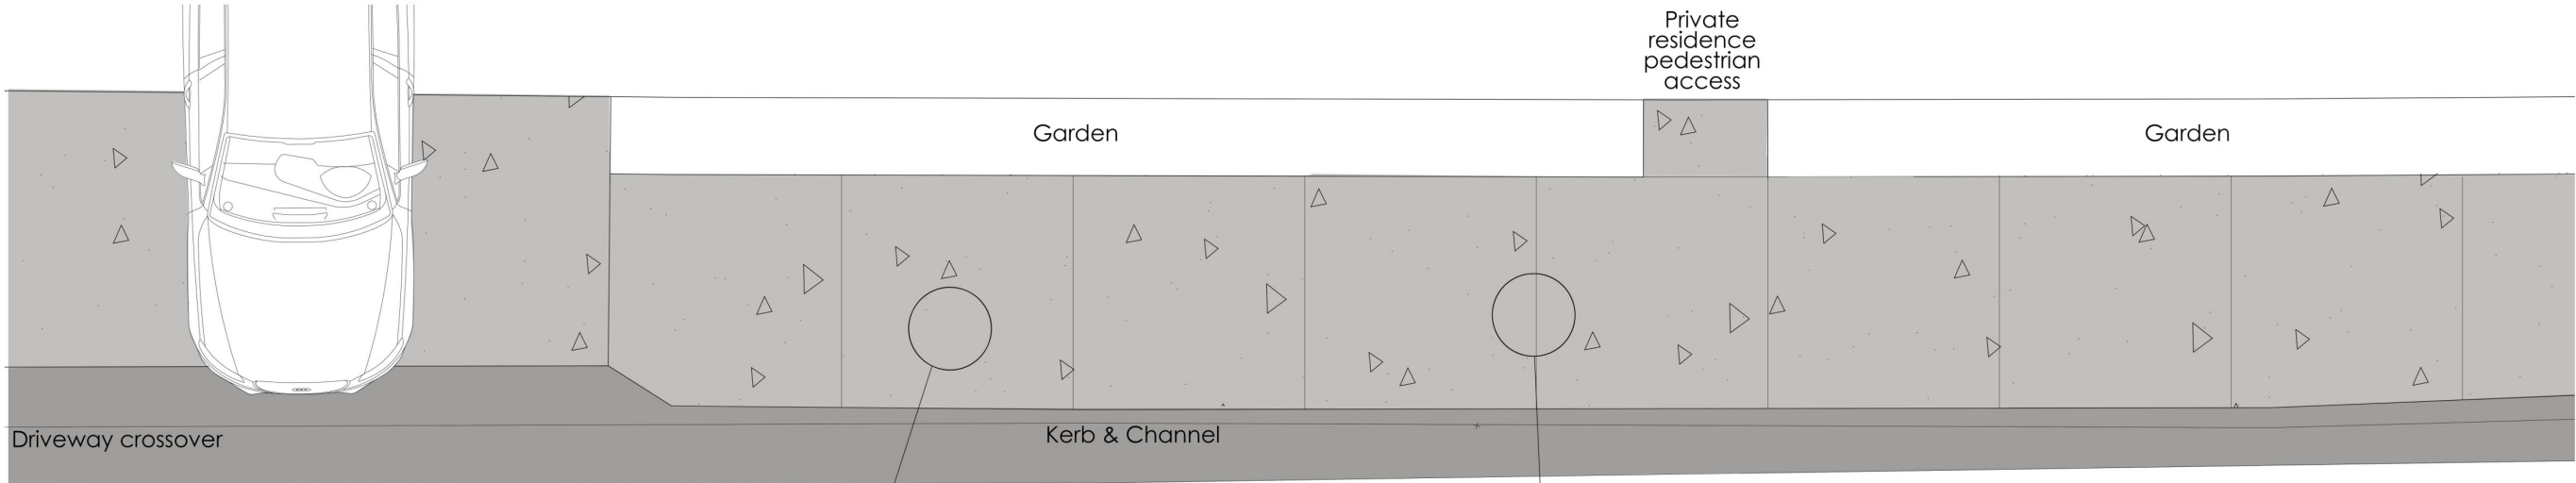 Private
residence
pedestrian
access
Garden
Garden
Driveway crossover
Kerb & Channel